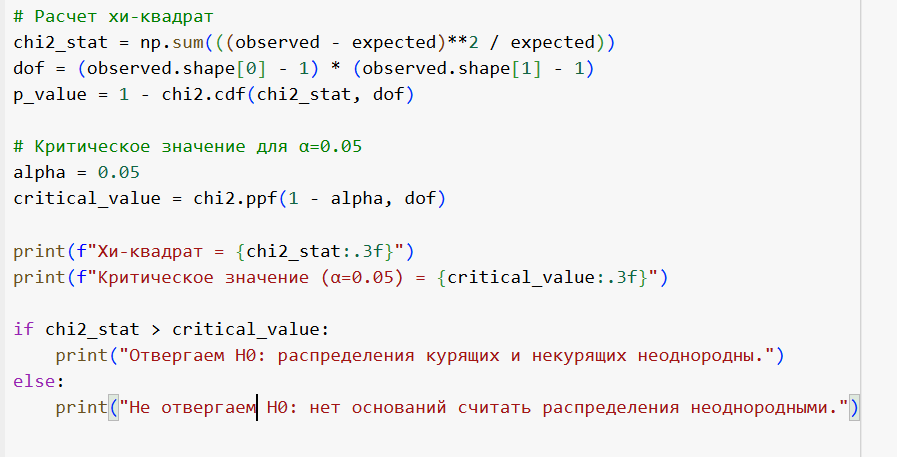 # Расчет хи-квадрат
chi2_stat = np.sum(((observed - expected)**2 / expected))
dof = (observed.shape[0] - 1) * (observed.shape[1] - 1)
p_value = 1 - chi2.cdf(chi2_stat, dof)
# Критическое значение для α=0.05
alpha = 0.05
critical_value = chi2.ppf(1 - alpha, dof)
print(f"Хи-квадрат = {chi2_stat:.3f}")
print(f"Критическое значение (α=0.05) = {critical_value:.3f}")
if chi2_stat > critical_value:
    print("Отвергаем H0: распределения курящих и некурящих неоднородны.")
else:
    print("Не отвергаем H0: нет оснований считать распределения неоднородными.")